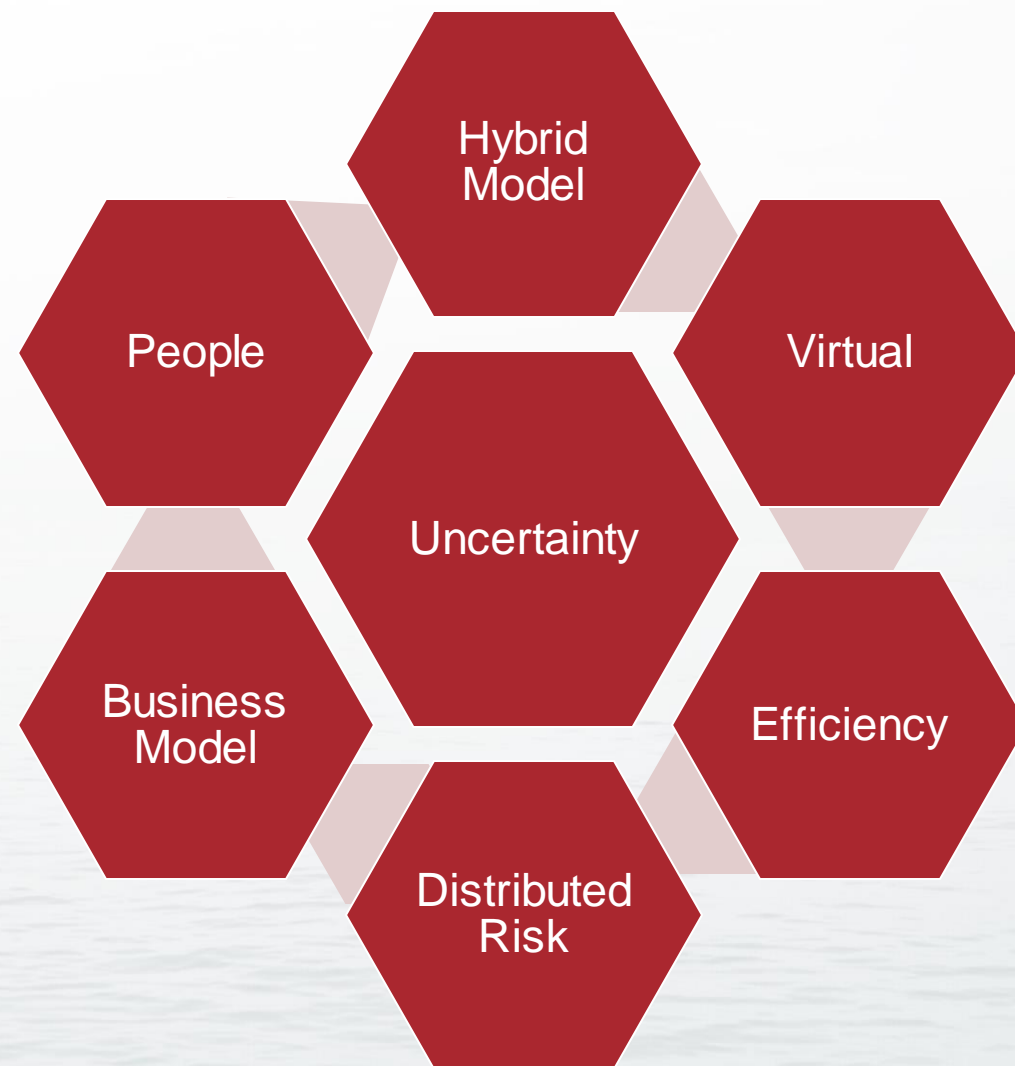 Hybrid
Model
People
Virtual
Uncertainty
Business
Model
Efficiency
Distributed
Risk